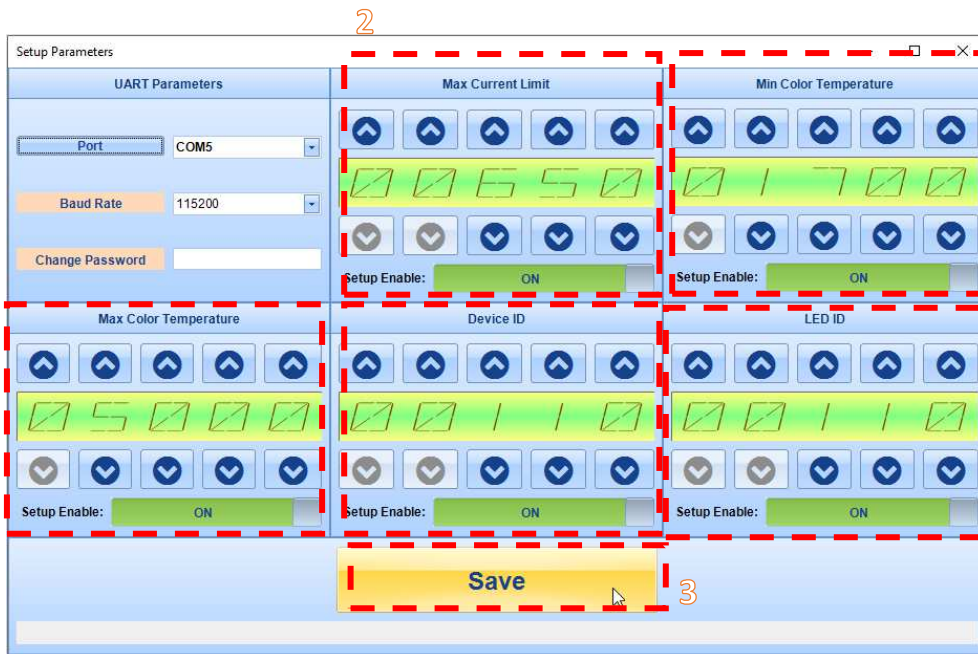 2
Setup Parameters
UART Parameters
Max Current Limit
Min Color Temperature
Port
COM5
00650
01700
Baud Rate
115200
Change Password
Setup Enable:
ON
Setup Enable:
ON
Max Color Temperature
Device ID
LED ID
05000
00110
00110
Setup Enable:
ON
Setup Enable:
ON
Setup Enable:
ON
Save
3